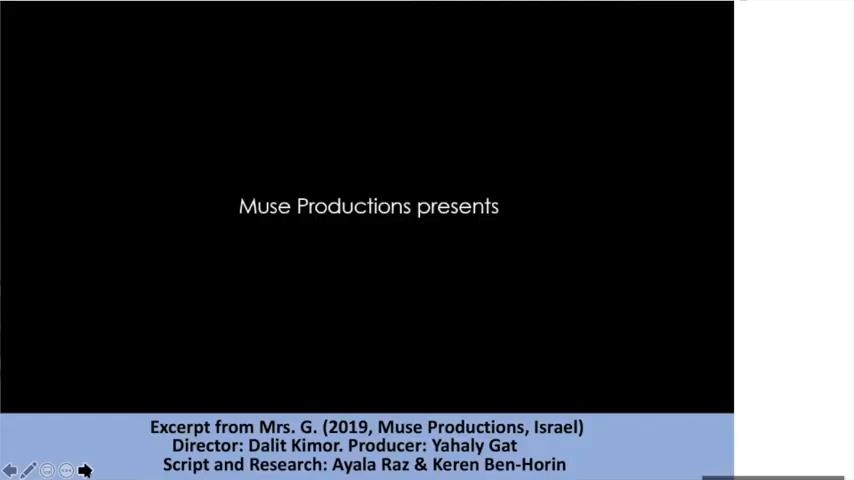 Muse Productions presents
Excerpt from Mrs. G. (2019, Muse Productions, Israel)
Director: Dalit Kimor. Producer: Yahaly Gat
Script and Research: Ayala Raz & Keren Ben-Horin